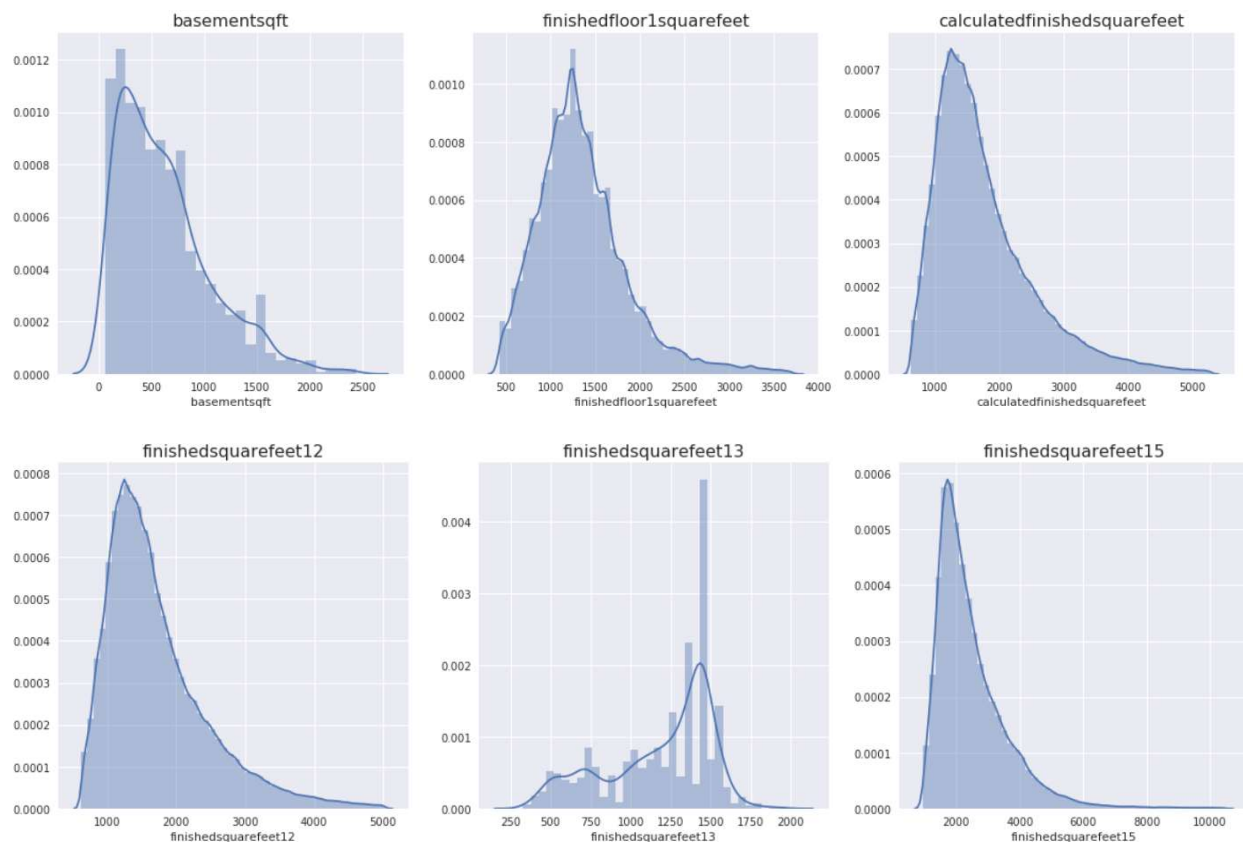 basementsqft
finishedfloor1squarefeet
calculatedfinishedsquarefeet
0.0012
0.0010
0.0008
0.0006
0.0004
0.0002
0.0000
0 500 1000 1500 2000 2500
basementsqft
0.0010
0.0008
0.0006
0.0004
0.0002
0.0000
500 1000 1500 2000 2500 3000 3500 4000
finishedfloor1squarefeet
0.0007
0.0006
0.0005
0.0004
0.0003
0.0002
0.0001
0.0000
1000 2000 3000 4000 5000
calculatedfinishedsquarefeet
finishedsquarefeet12
finishedsquarefeet13
finishedsquarefeet15
0.0008
0.0007
0.0006
0.0005
0.0004
0.0003
0.0002
0.0001
0.0000
1000 2000 3000 4000 5000
finishedsquarefeet12
0.004
0.003
0.002
0.001
0.000
250 500 750 1000 1250 1500 1750 2000
finishedsquarefeet13
0.0006
0.0005
0.0004
0.0003
0.0002
0.0001
0.0000
2000 4000 6000 8000 10000
finishedsquarefeet15